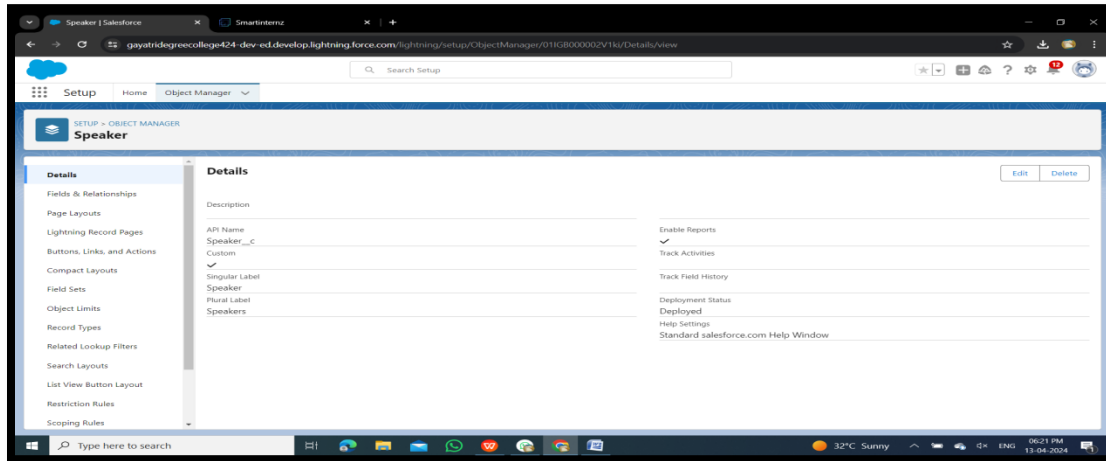 Speaker | Salesforce
Smartinternz
gayatridegreecollege424-dev-ed.develop.lightning.force.com/lightning/setup/ObjectManager/01IGB000002V1ki/Details/view
Search Setup
12
Setup
Home
Object Manager
SETUP > OBJECT MANAGER
Speaker
Details
Fields & Relationships
Page Layouts
Lightning Record Pages
Buttons, Links, and Actions
Compact Layouts
Field Sets
Object Limits
Record Types
Related Lookup Filters
Search Layouts
List View Button Layout
Restriction Rules
Scoping Rules
Details
Edit
Delete
Description
API Name
Speaker__c
Custom
Singular Label
Speaker
Plural Label
Speakers
Enable Reports
Track Activities
Track Field History
Deployment Status
Deployed
Help Settings
Standard salesforce.com Help Window
Type here to search
32°C Sunny
ENG
06:21 PM
13-04-2024